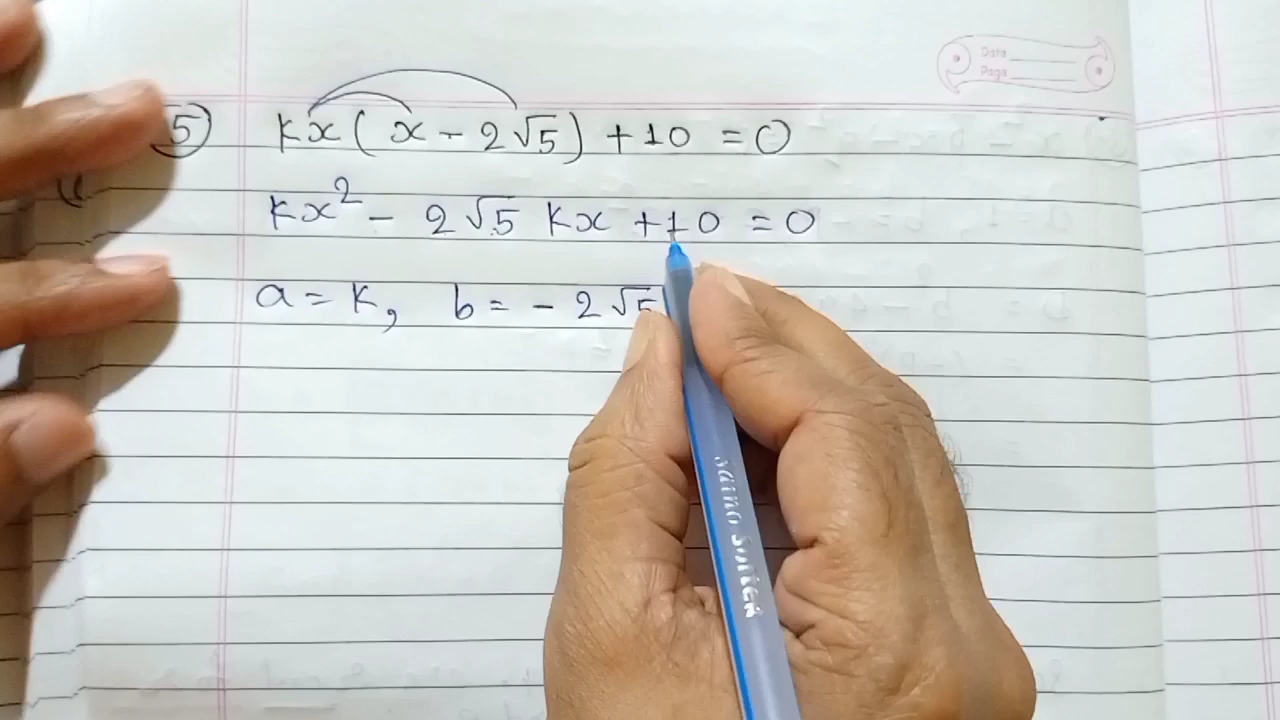 Date
Page
5) kx(x - 2√5) + 10 = 0
kx² - 2√5 kx + 10 = 0
a = k, b = - 2√5